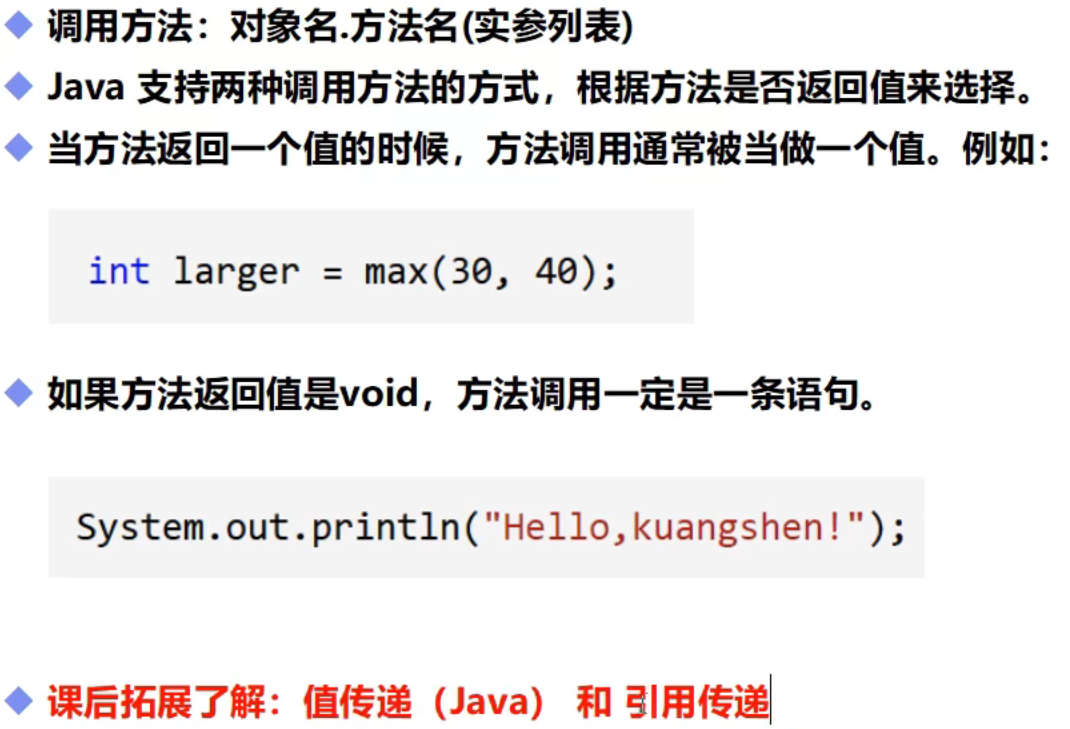 调用方法：对象名.方法名(实参列表)
Java 支持两种调用方法的方式，根据方法是否返回值来选择。
当方法返回一个值的时候，方法调用通常被当做一个值。例如：
int larger = max(30, 40);
如果方法返回值是void，方法调用一定是一条语句。
System.out.println("Hello,kuangshen!");
课后拓展了解：值传递（Java） 和 引用传递